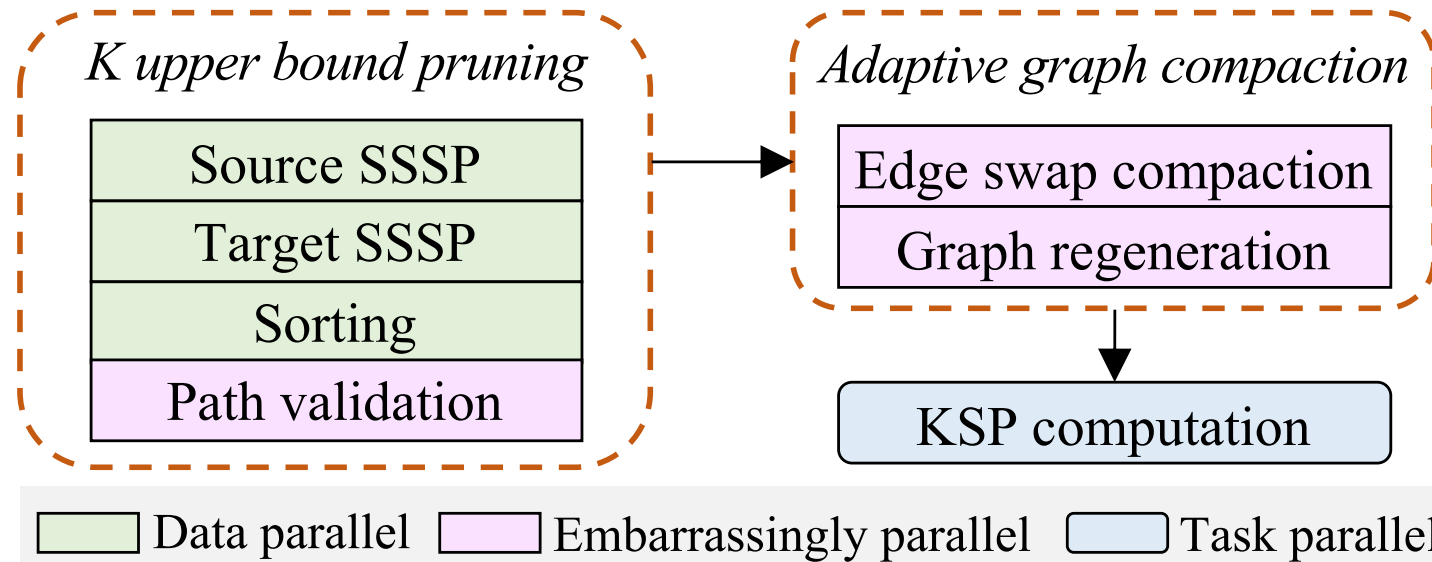 K upper bound pruning
Source SSSP
Target SSSP
Sorting
Path validation
Adaptive graph compaction
Edge swap compaction
Graph regeneration
KSP computation
Data parallel
Embarrassingly parallel
Task parallel